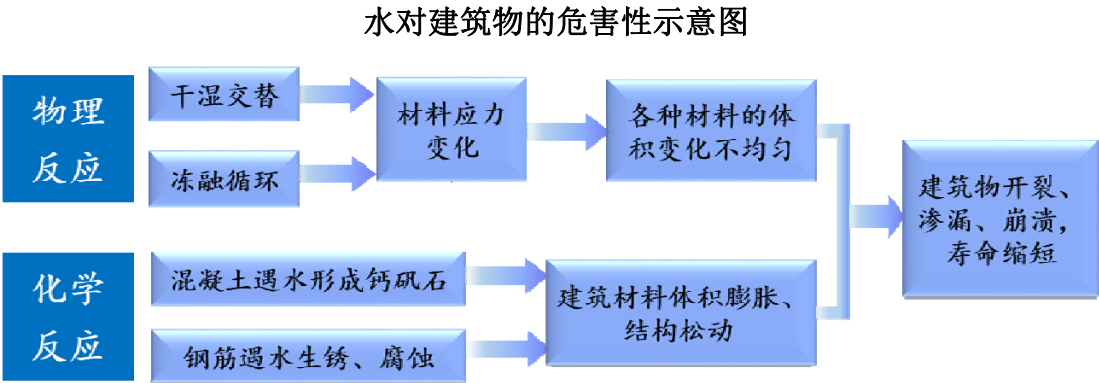 水对建筑物的危害性示意图
物理
反应
干湿交替
冻融循环
材料应力
变化
各种材料的体
积变化不均匀
化学
反应
混凝土遇水形成钙矾石
钢筋遇水生锈、腐蚀
建筑材料体积膨胀、
结构松动
建筑物开裂、
渗漏、崩溃，
寿命缩短